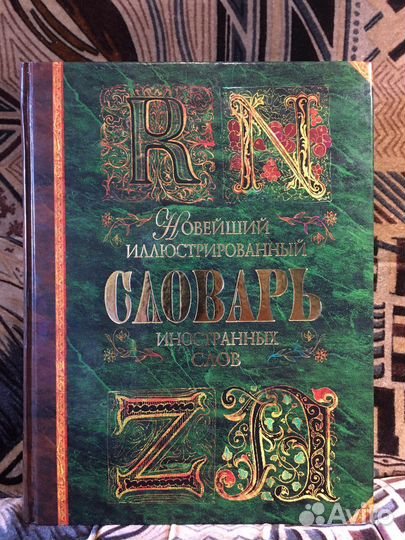 R N
Новейший
иллюстрированный
СЛОВАРЬ
иностранных
слов
Z A
Avito